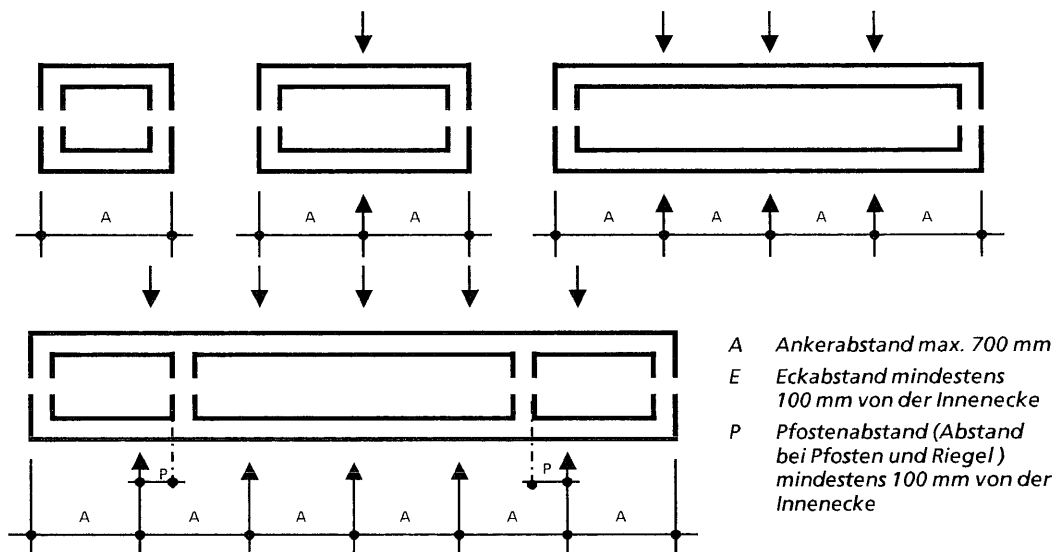 A
A A
A A A A
A Ankerabstand max. 700 mm
E Eckabstand mindestens
100 mm von der Innenecke
P Pfostenabstand (Abstand
bei Pfosten und Riegel)
mindestens 100 mm von der
Innenecke
P P
A A A A A A